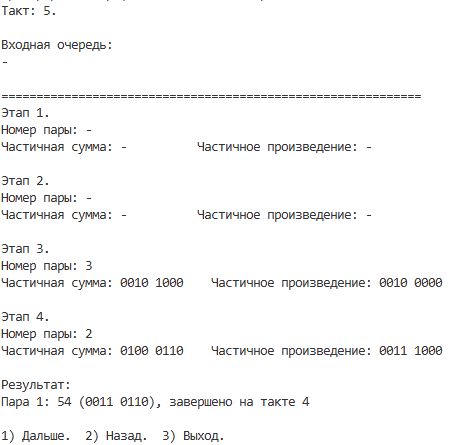 Такт: 5.
Входная очередь:
-
============================================================
Этап 1.
Номер пары: -
Частичная сумма: -          Частичное произведение: -
Этап 2.
Номер пары: -
Частичная сумма: -          Частичное произведение: -
Этап 3.
Номер пары: 3
Частичная сумма: 0010 1000    Частичное произведение: 0010 0000
Этап 4.
Номер пары: 2
Частичная сумма: 0100 0110    Частичное произведение: 0011 1000
Результат:
Пара 1: 54 (0011 0110), завершено на такте 4
1) Дальше.  2) Назад.  3) Выход.